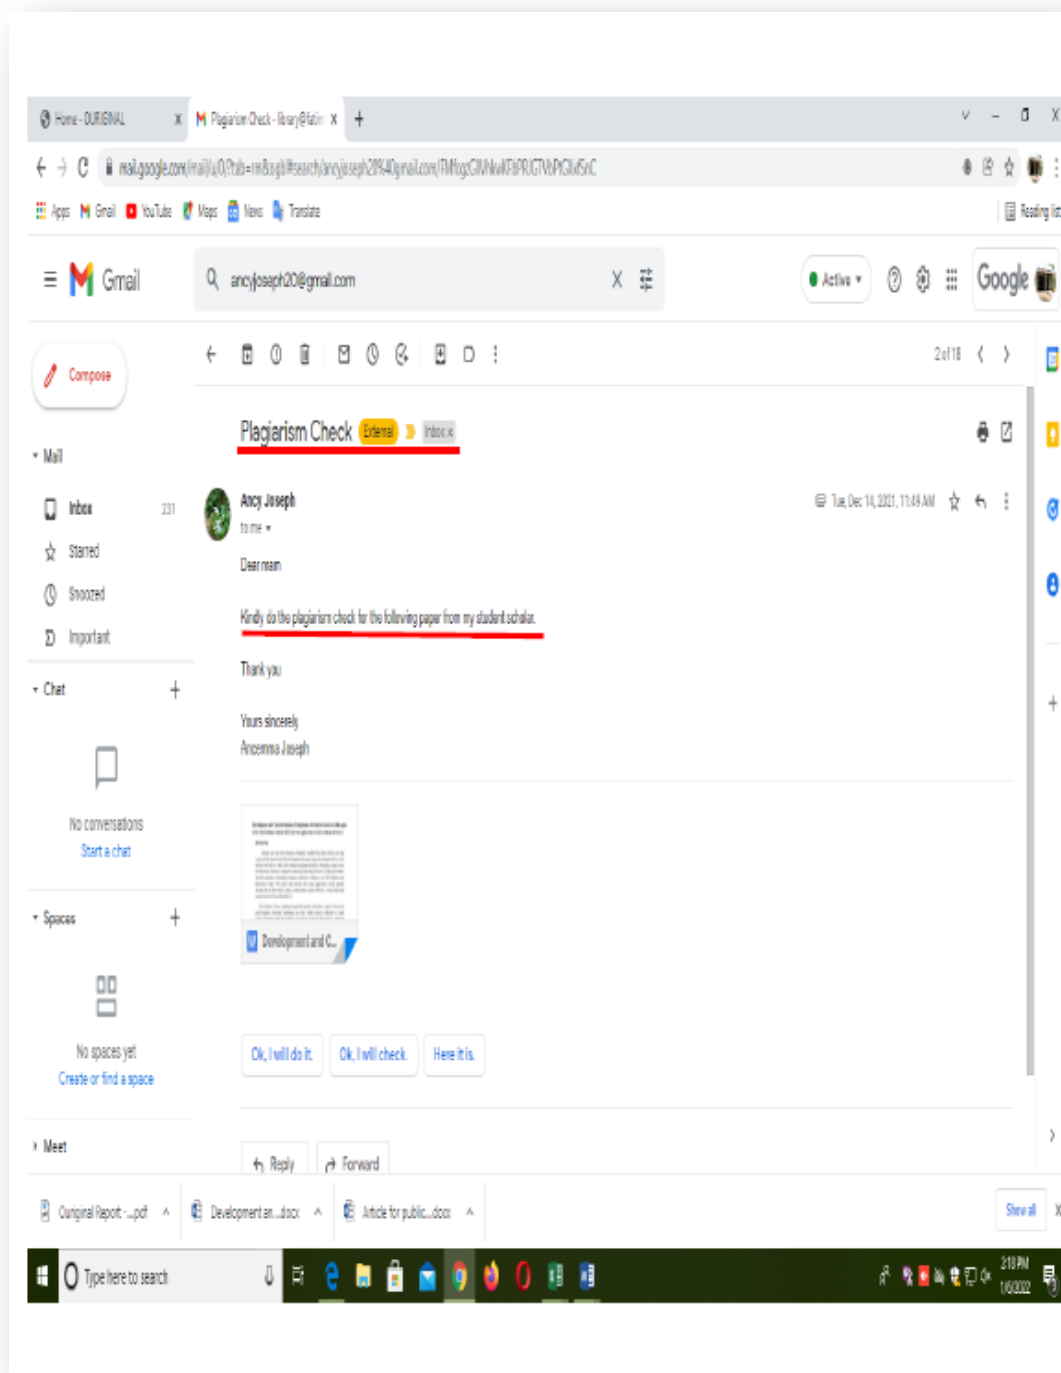 Home - OURIGINAL
Plagiarism Check - library@fatim
mail.google.com
Apps Gmail YouTube Maps News Translate
Reading list
Gmail
ancyjoseph20@gmail.com
Active
Google
Compose
2 of 18
Plagiarism Check External Inbox x
Mail
Inbox 231
Starred
Snoozed
Important
Ancy Joseph
Tue, Dec 14, 2021, 11:49 AM
to me
Dear mam
Kindly do the plagiarism check for the following paper from my student scholar.
Thank you
Yours sincerely
Ancemma Joseph
Chat
No conversations
Start a chat
Development and C...
Spaces
No spaces yet
Create or find a space
Ok, I will do it. Ok, I will check. Here it is.
Meet
Reply Forward
Ouriginal Report -...pdf
Development an...docx
Article for public...docx
Show all
Type here to search
2:18 PM
1/6/2022